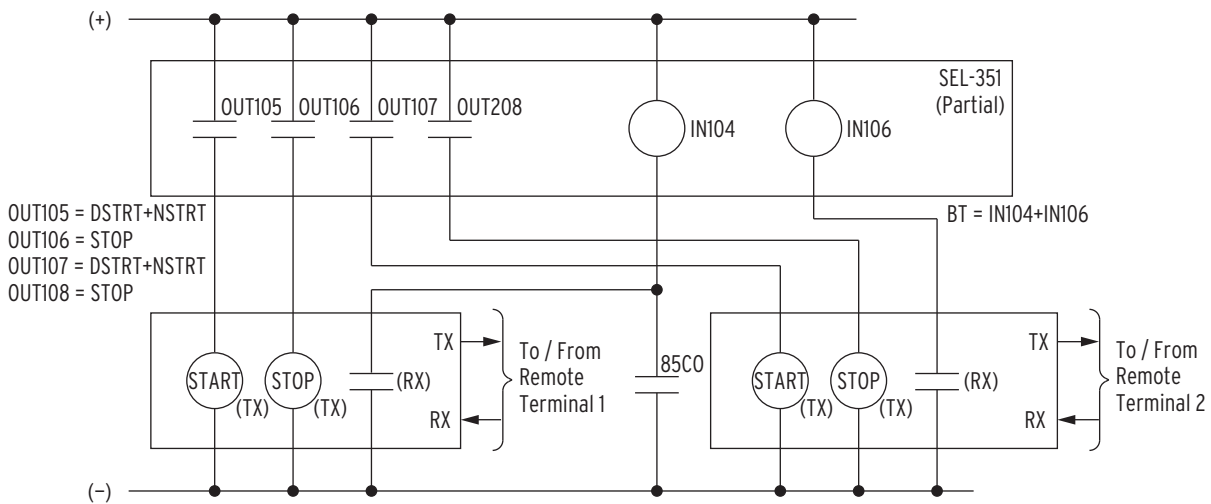 (+)
SEL-351
(Partial)
OUT105
OUT106
OUT107
OUT208
IN104
IN106
OUT105 = DSTRT+NSTRT
OUT106 = STOP
OUT107 = DSTRT+NSTRT
OUT108 = STOP
BT = IN104+IN106
START
(TX)
STOP
(TX)
(RX)
TX
RX
To / From
Remote
Terminal 1
85CO
START
(TX)
STOP
(TX)
(RX)
TX
RX
To / From
Remote
Terminal 2
(–)